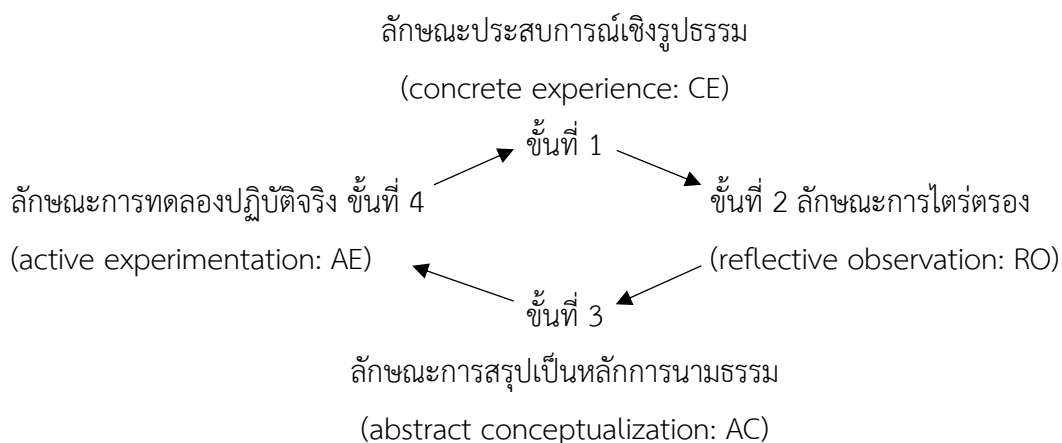 ลักษณะประสบการณ์เชิงรูปธรรม
(concrete experience: CE)
ขั้นที่ 1
ลักษณะการทดลองปฏิบัติจริง ขั้นที่ 4
ขั้นที่ 2 ลักษณะการไตร่ตรอง
(active experimentation: AE)
(reflective observation: RO)
ขั้นที่ 3
ลักษณะการสรุปเป็นหลักการนามธรรม
(abstract conceptualization: AC)